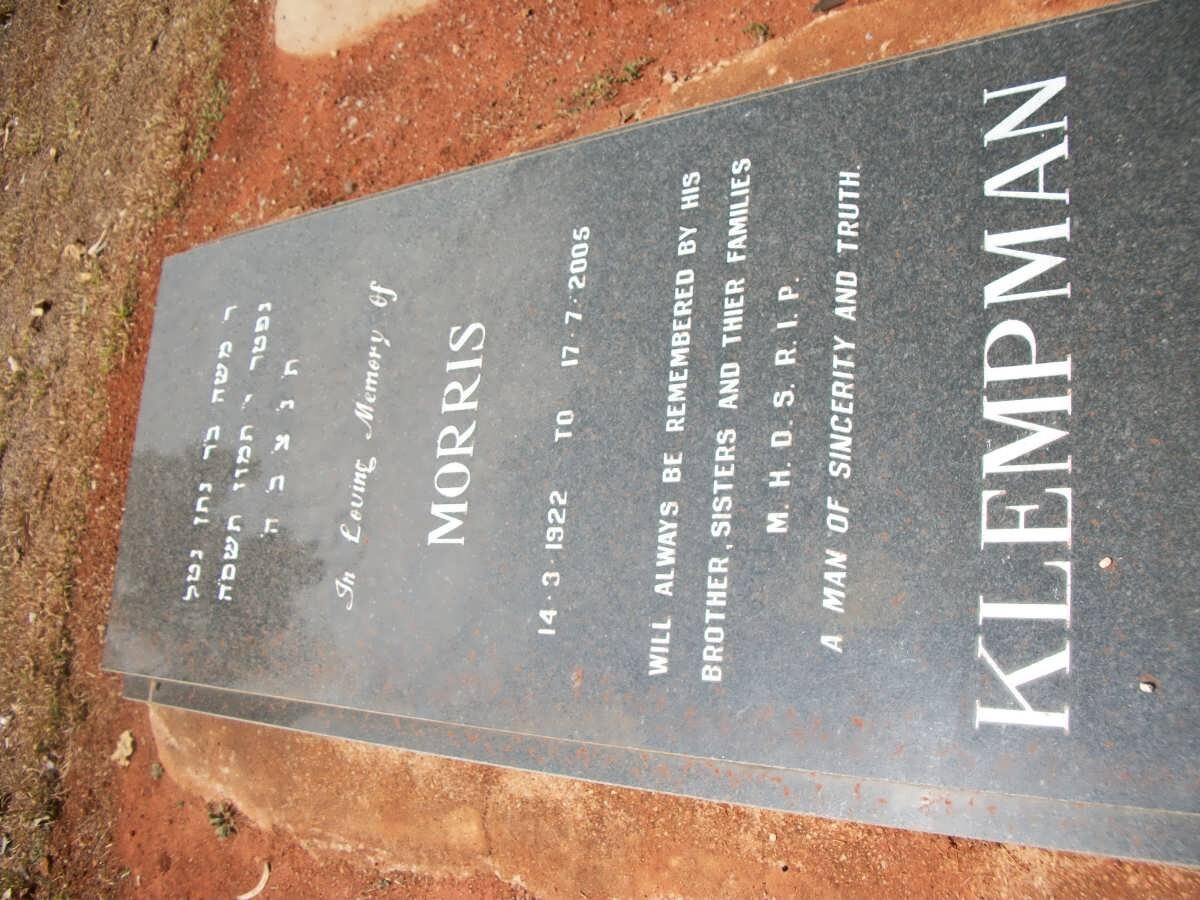 ר משה בר נתן נטל
נפטר י תמוז תשסה
ת נ צ ב ה
In Loving Memory Of
MORRIS
14·3·1922 TO 17·7·2005
WILL ALWAYS BE REMEMBERED BY HIS
BROTHER, SISTERS AND THIER FAMILIES
M. H. D. S. R. I. P.
A MAN OF SINCERITY AND TRUTH.
KLEMPMAN